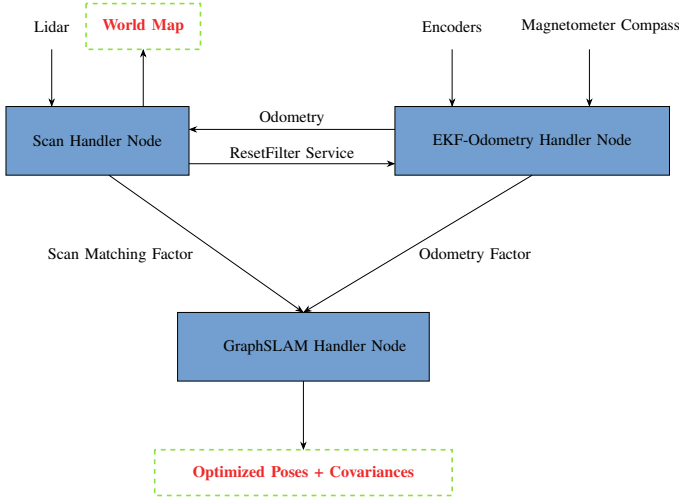 Lidar
World Map
Encoders
Magnetometer Compass
Scan Handler Node
Odometry
ResetFilter Service
EKF-Odometry Handler Node
Scan Matching Factor
Odometry Factor
GraphSLAM Handler Node
Optimized Poses + Covariances